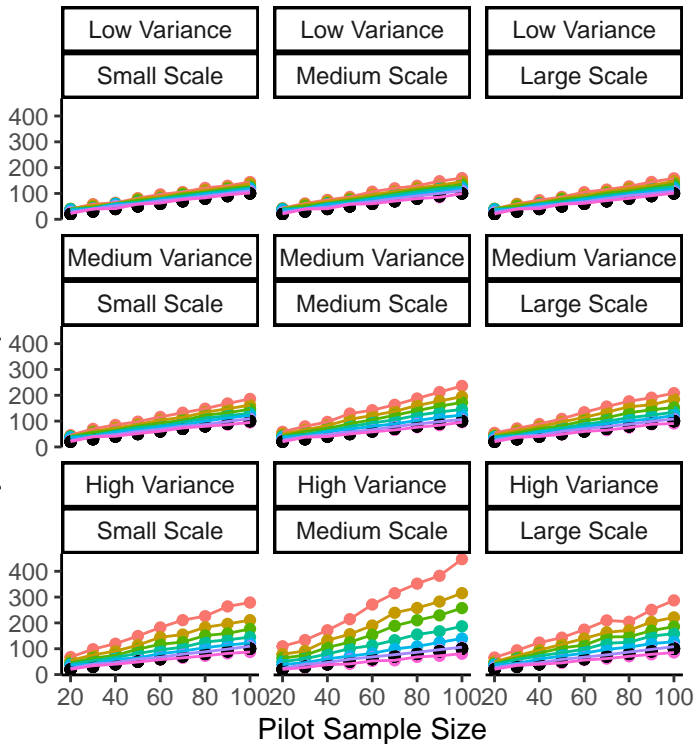 Low Variance Low Variance Low Variance
Small Scale Medium Scale Large Scale
400
300
200
100
0
Medium Variance Medium Variance Medium Variance
Small Scale Medium Scale Large Scale
400
300
200
100
0
High Variance High Variance High Variance
Small Scale Medium Scale Large Scale
400
300
200
100
0
20 40 60 80 100 20 40 60 80 100 20 40 60 80 100
Pilot Sample Size